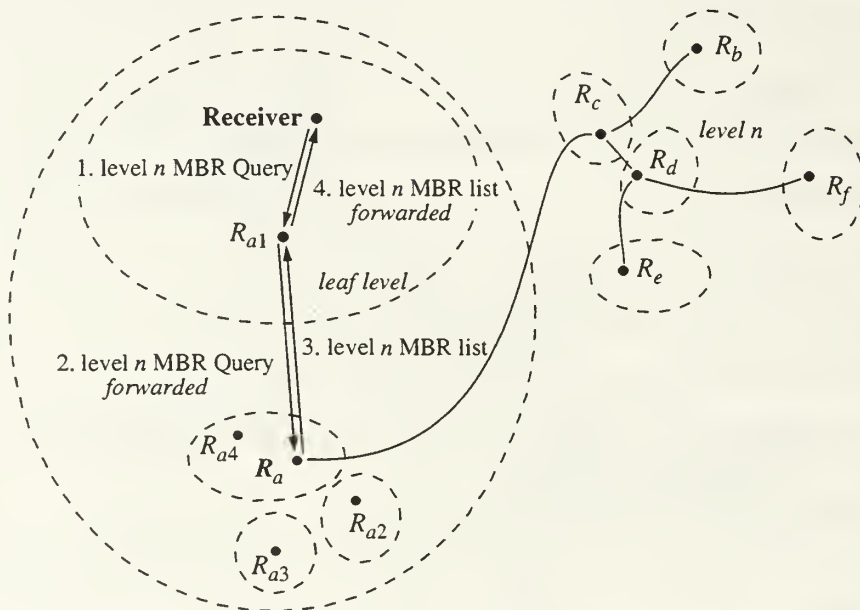 R_b
R_c
Receiver
level n
1. level n MBR Query
R_d
4. level n MBR list
R_f
forwarded
R_a1
R_e
leaf level
3. level n MBR list
2. level n MBR Query
forwarded
R_a4
R_a
R_a2
R_a3